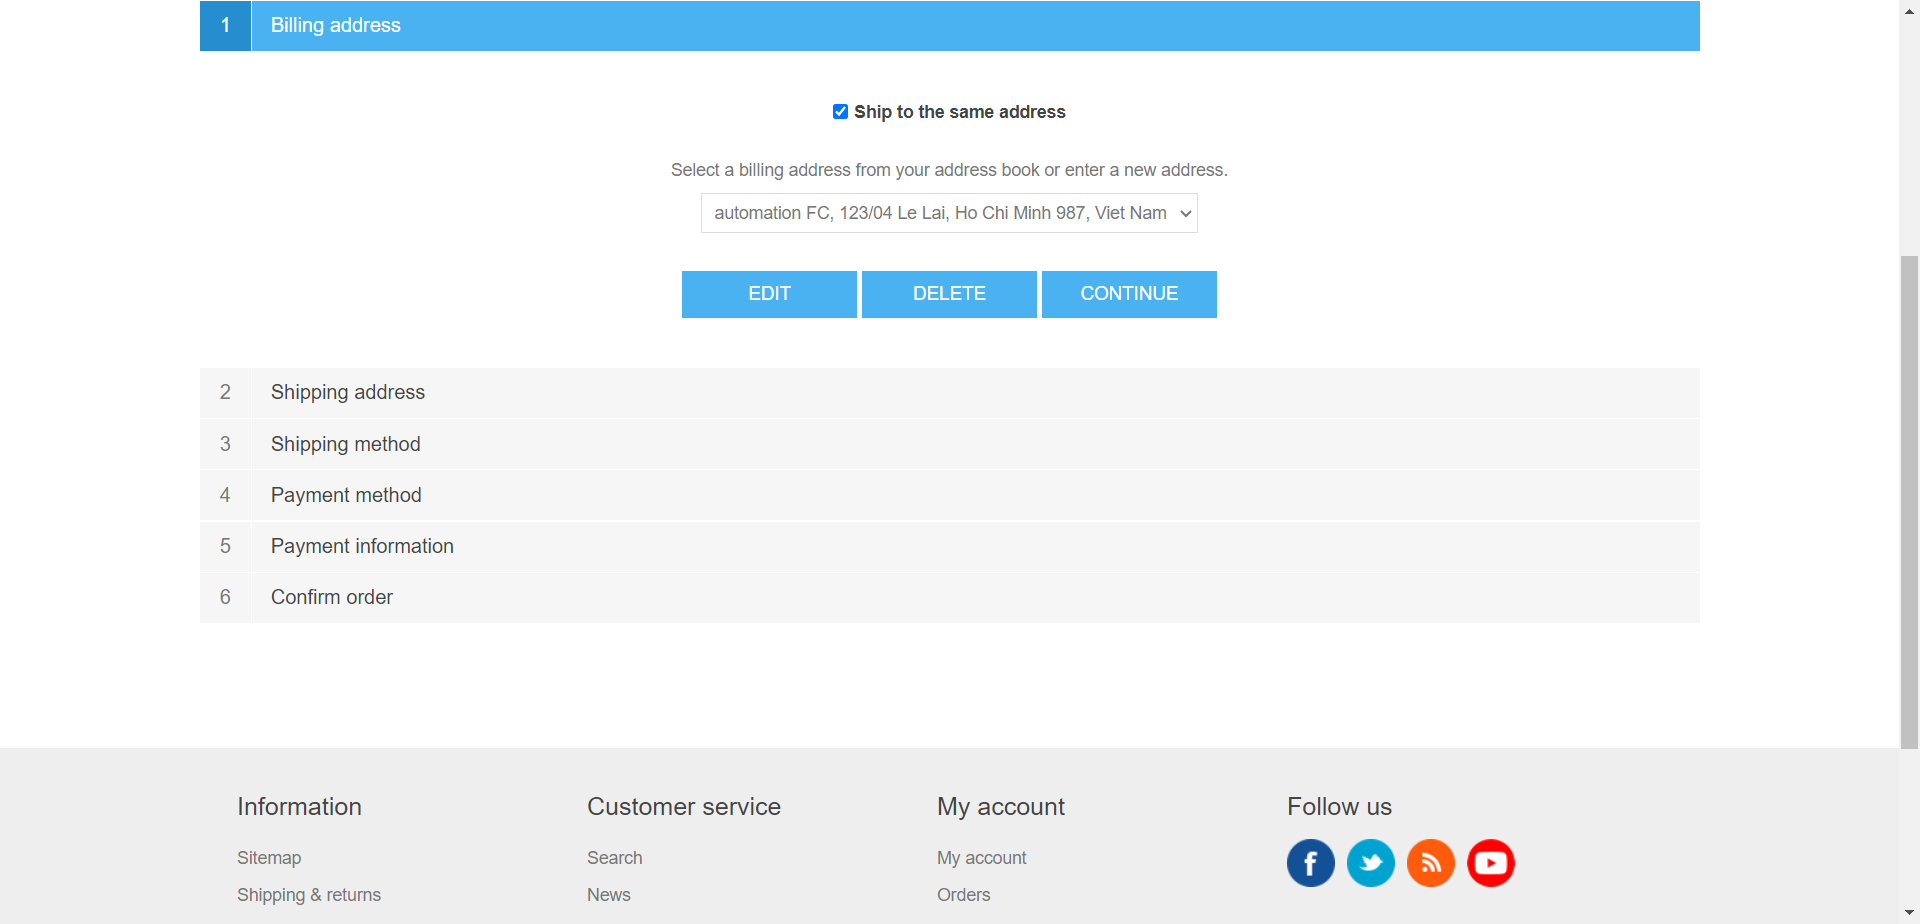 1 Billing address
Ship to the same address
Select a billing address from your address book or enter a new address.
automation FC, 123/04 Le Lai, Ho Chi Minh 987, Viet Nam
EDIT DELETE CONTINUE
2 Shipping address
3 Shipping method
4 Payment method
5 Payment information
6 Confirm order
Information
Sitemap
Shipping & returns
Customer service
Search
News
My account
My account
Orders
Follow us